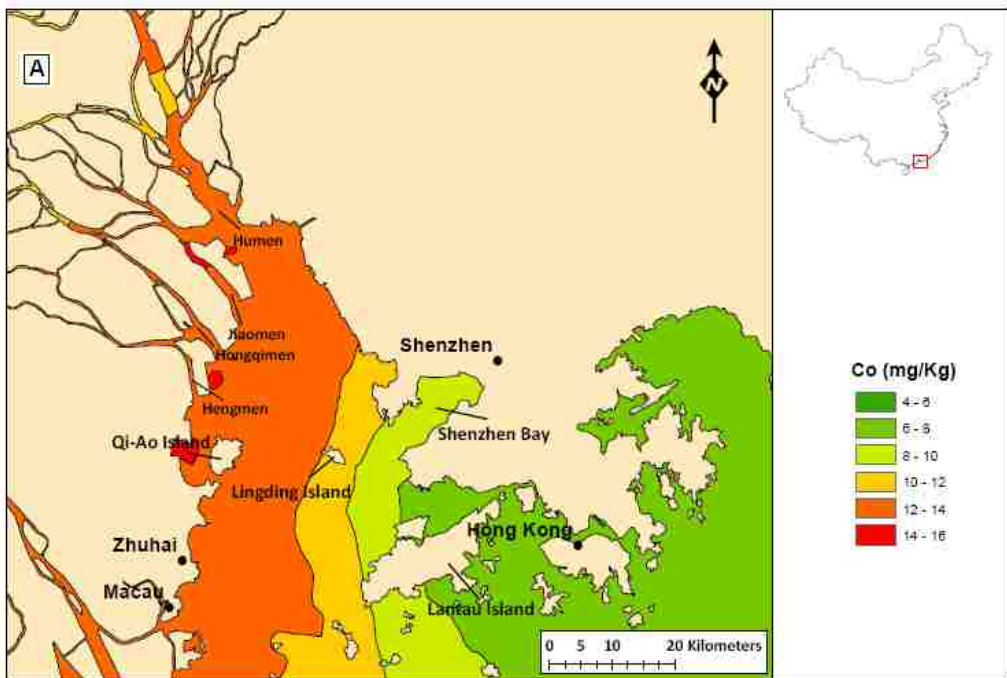 A
N
Humen
Jiaomen
Hongqimen
Shenzhen
Hengmen
Shenzhen Bay
Qi-Ao Island
Lingding Island
Hong Kong
Zhuhai
Macau
Lantau Island
0 5 10 20 Kilometers
Co (mg/Kg)
4 - 6
6 - 8
8 - 10
10 - 12
12 - 14
14 - 16